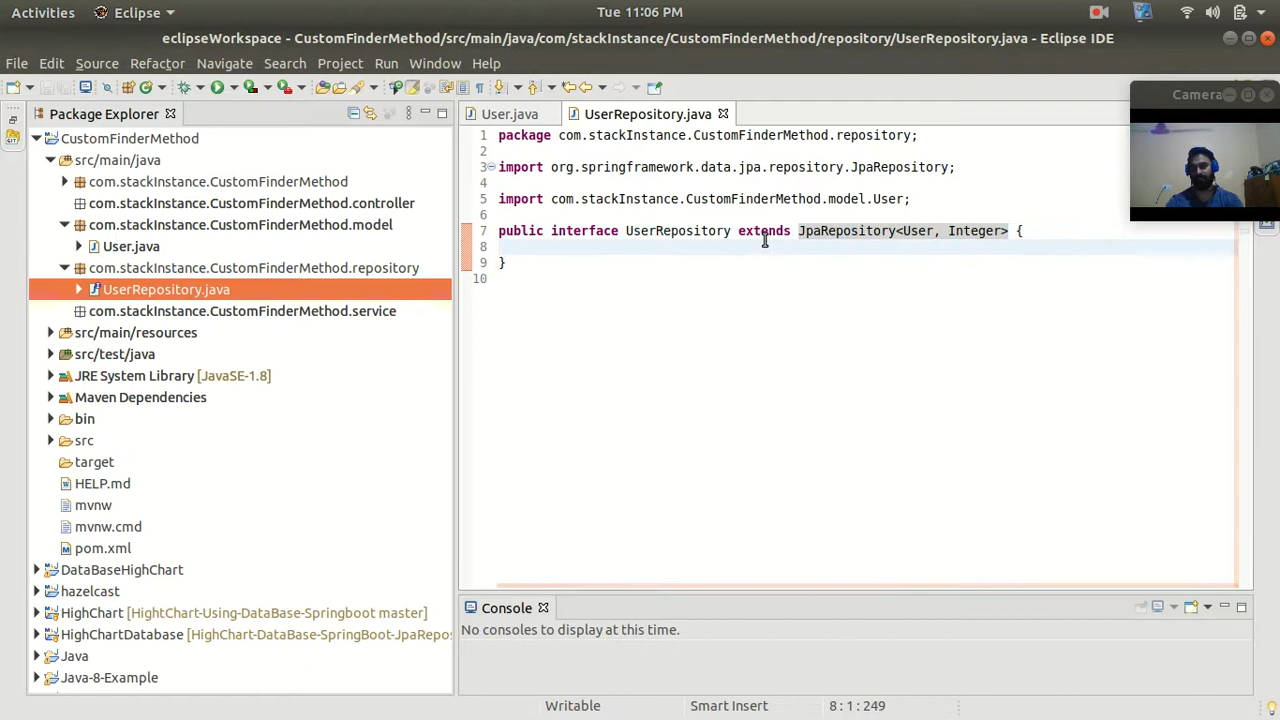 Activities Eclipse Tue 11:06 PM
eclipseWorkspace - CustomFinderMethod/src/main/java/com/stackInstance/CustomFinderMethod/repository/UserRepository.java - Eclipse IDE
File Edit Source Refactor Navigate Search Project Run Window Help
Camera
Package Explorer
CustomFinderMethod
src/main/java
com.stackInstance.CustomFinderMethod
com.stackInstance.CustomFinderMethod.controller
com.stackInstance.CustomFinderMethod.model
User.java
com.stackInstance.CustomFinderMethod.repository
UserRepository.java
com.stackInstance.CustomFinderMethod.service
src/main/resources
src/test/java
JRE System Library [JavaSE-1.8]
Maven Dependencies
bin
src
target
HELP.md
mvnw
mvnw.cmd
pom.xml
DataBaseHighChart
hazelcast
HighChart [HightChart-Using-DataBase-Springboot master]
HighChartDatabase [HighChart-DataBase-SpringBoot-JpaRepos
Java
Java-8-Example
User.java UserRepository.java
1 package com.stackInstance.CustomFinderMethod.repository;
2
3 import org.springframework.data.jpa.repository.JpaRepository;
4
5 import com.stackInstance.CustomFinderMethod.model.User;
6
7 public interface UserRepository extends JpaRepository<User, Integer> {
8
9 }
10
Console
No consoles to display at this time.
Writable Smart Insert 8:1:249